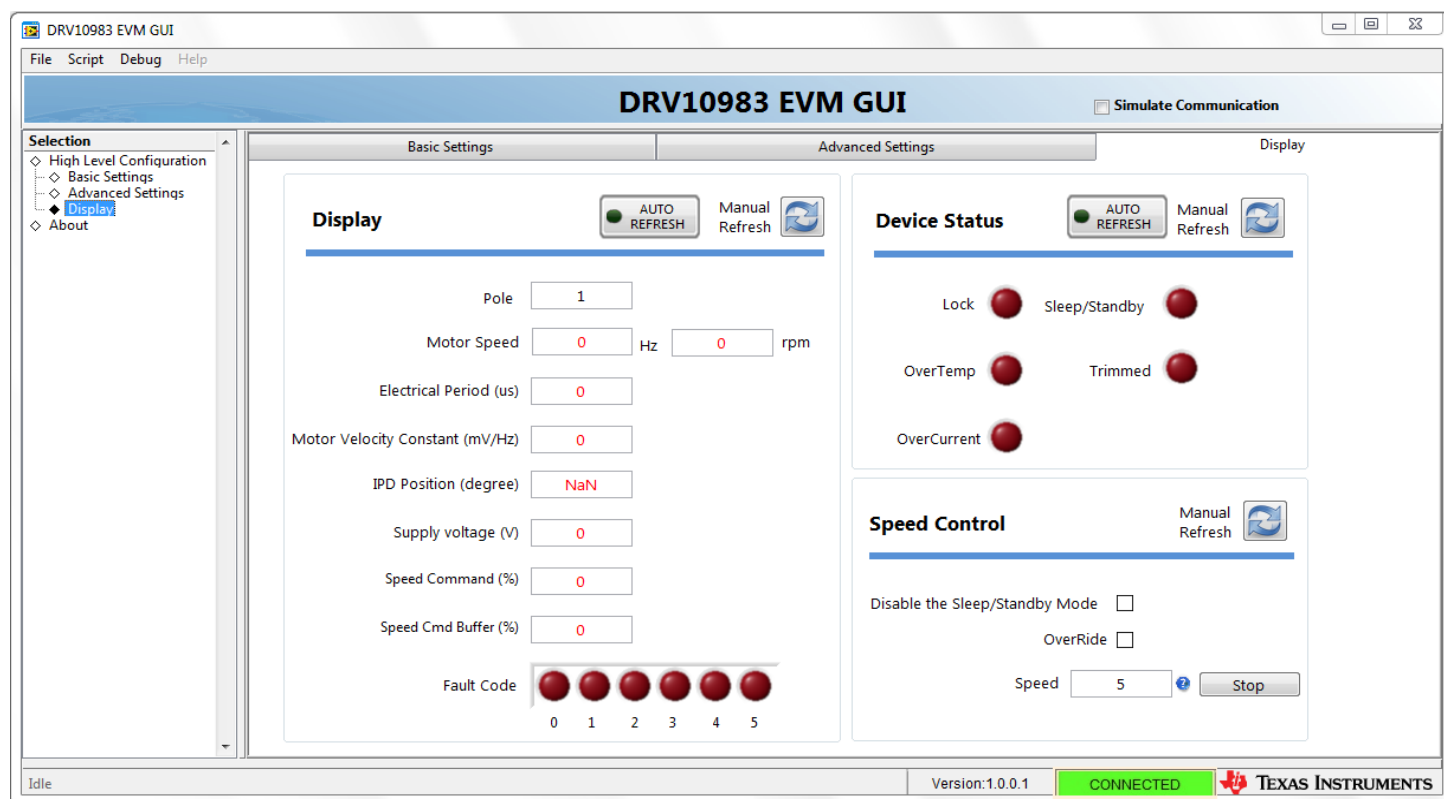 DRV10983 EVM GUI
File Script Debug Help
DRV10983 EVM GUI
Simulate Communication
Selection
High Level Configuration
Basic Settings
Advanced Settings
Display
About
Basic Settings
Advanced Settings
Display
Display
AUTO
REFRESH
Manual
Refresh
Pole 1
Motor Speed 0 Hz 0 rpm
Electrical Period (us) 0
Motor Velocity Constant (mV/Hz) 0
IPD Position (degree) NaN
Supply voltage (V) 0
Speed Command (%) 0
Speed Cmd Buffer (%) 0
Fault Code
0 1 2 3 4 5
Device Status
AUTO
REFRESH
Manual
Refresh
Lock Sleep/Standby
OverTemp Trimmed
OverCurrent
Speed Control
Manual
Refresh
Disable the Sleep/Standby Mode
OverRide
Speed 5 ? Stop
Idle
Version:1.0.0.1
CONNECTED
TEXAS INSTRUMENTS